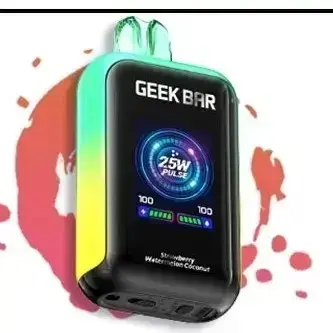 GEEK BAR
25W
PULSE
100 100
Strawberry
Watermelon Coconut